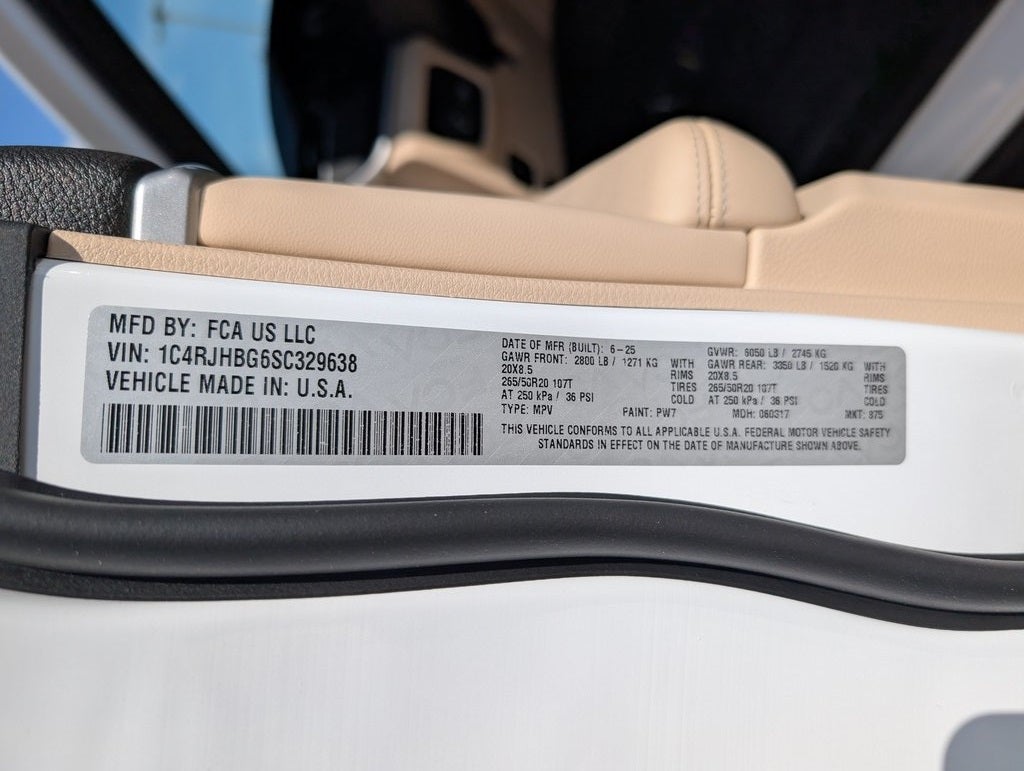 MFD BY: FCA US LLC
VIN: 1C4RJHBG6SC329638
VEHICLE MADE IN: U.S.A.
DATE OF MFR (BUILT): 6-25
GAWR FRONT: 2800 LB / 1271 KG WITH
20X8.5 RIMS
265/50R20 107T TIRES
AT 250 kPa / 36 PSI COLD
TYPE: MPV PAINT: PW7
GVWR: 6050 LB / 2745 KG
GAWR REAR: 3350 LB / 1520 KG WITH
20X8.5 RIMS
265/50R20 107T TIRES
AT 250 kPa / 36 PSI COLD
MDH: 060317 MKT: 875
THIS VEHICLE CONFORMS TO ALL APPLICABLE U.S.A. FEDERAL MOTOR VEHICLE SAFETY
STANDARDS IN EFFECT ON THE DATE OF MANUFACTURE SHOWN ABOVE.